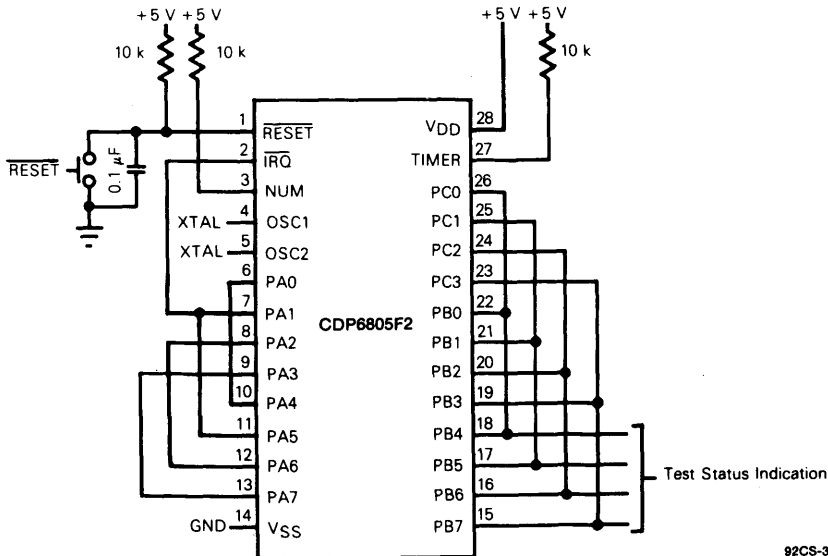 +5 V +5 V
10 k 10 k
+5 V +5 V
10 k
RESET
0.1 µF
1 RESET
2 IRQ
3 NUM
XTAL 4 OSC1
XTAL 5 OSC2
6 PA0
7 PA1
8 PA2
9 PA3
10 PA4
11 PA5
12 PA6
13 PA7
GND 14 VSS
CDP6805F2
VDD 28
TIMER 27
PC0 26
PC1 25
PC2 24
PC3 23
PB0 22
PB1 21
PB2 20
PB3 19
PB4 18
PB5 17
PB6 16
PB7 15
Test Status Indication
92CS-3